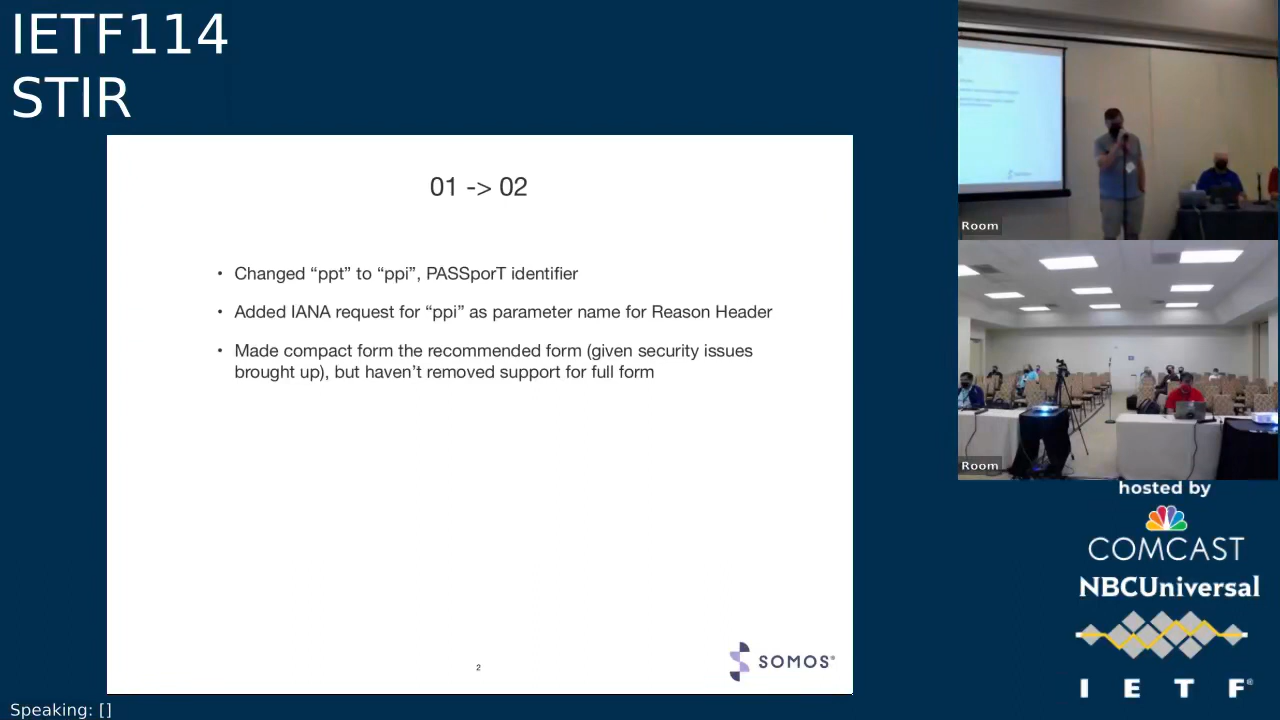 IETF114
STIR
01 -> 02
• Changed “ppt” to “ppi”, PASSporT identifier
• Added IANA request for “ppi” as parameter name for Reason Header
• Made compact form the recommended form (given security issues
brought up), but haven’t removed support for full form
2
SOMOS®
Room
Room
hosted by
COMCAST
NBCUniversal
I E T F®
Speaking: []